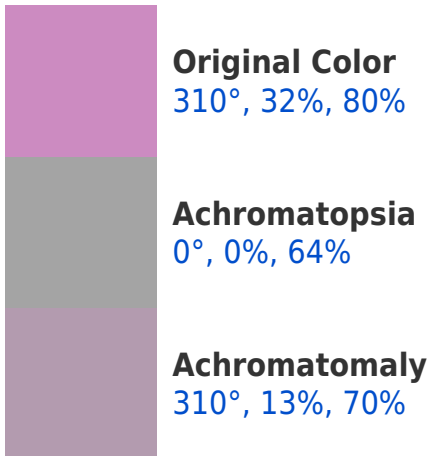 Original Color
310°, 32%, 80%
Achromatopsia
0°, 0%, 64%
Achromatomaly
310°, 13%, 70%